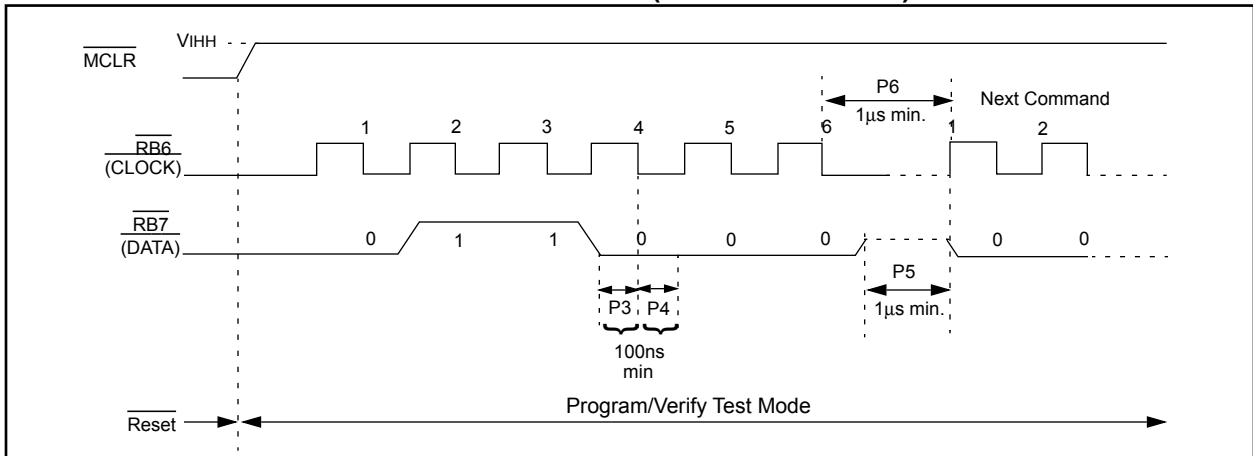 VIHH
MCLR
P6
1µs min.
Next Command
1 2 3 4 5 6 1 2
RB6
(CLOCK)
RB7
(DATA)
0 1 1 0 0 0 0 0
P5
1µs min.
P3 P4
100ns
min
Program/Verify Test Mode
Reset